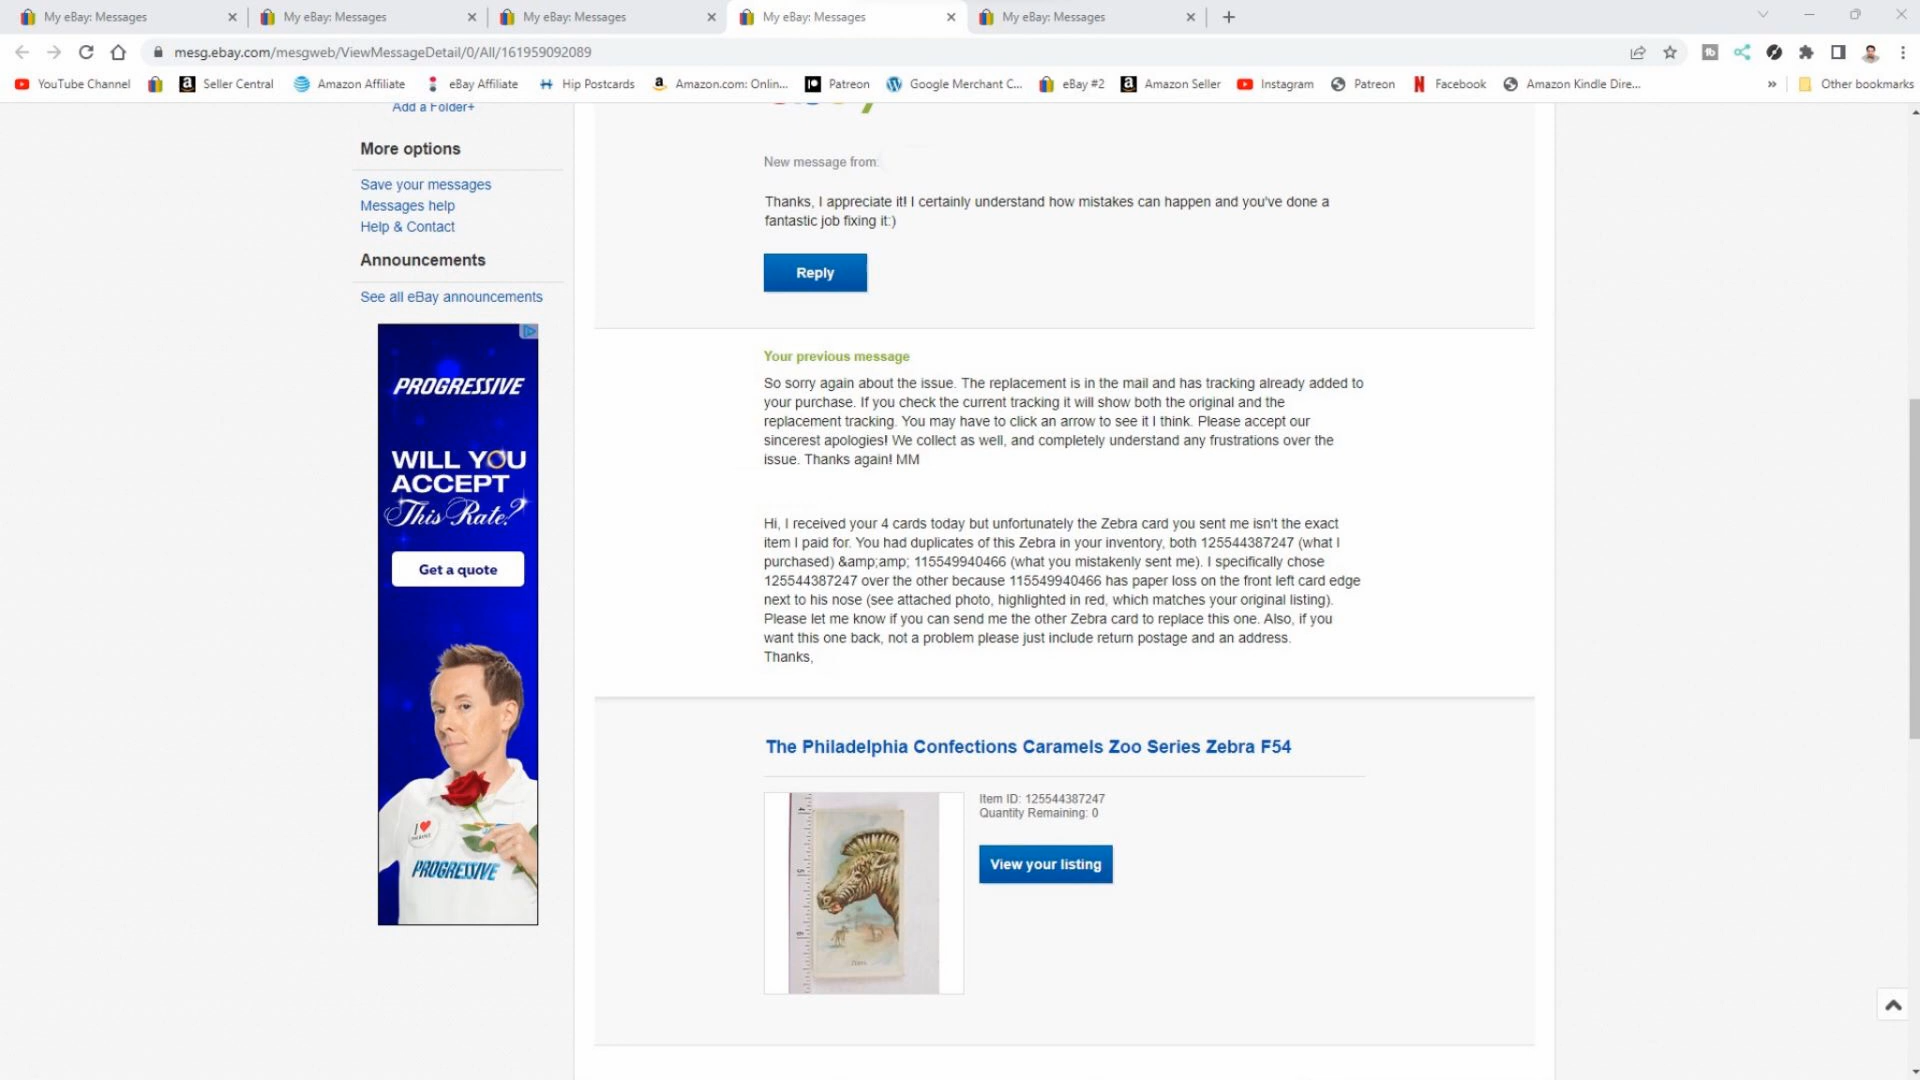 My eBay: Messages
My eBay: Messages
My eBay: Messages
My eBay: Messages
My eBay: Messages
mesg.ebay.com/mesgweb/ViewMessageDetail/0/All/161959092089
YouTube Channel
Seller Central
Amazon Affiliate
eBay Affiliate
Hip Postcards
Amazon.com: Onlin...
Patreon
Google Merchant C...
eBay #2
Amazon Seller
Instagram
Patreon
Facebook
Amazon Kindle Dire...
»
Other bookmarks
Add a Folder+
More options
Save your messages
Messages help
Help & Contact
Announcements
See all eBay announcements
PROGRESSIVE
WILL YOU
ACCEPT
This Rate?
Get a quote
I
PROGRESSIVE
New message from:
Thanks, I appreciate it! I certainly understand how mistakes can happen and you've done a
fantastic job fixing it:)
Reply
Your previous message
So sorry again about the issue. The replacement is in the mail and has tracking already added to
your purchase. If you check the current tracking it will show both the original and the
replacement tracking. You may have to click an arrow to see it I think. Please accept our
sincerest apologies! We collect as well, and completely understand any frustrations over the
issue. Thanks again! MM
Hi, I received your 4 cards today but unfortunately the Zebra card you sent me isn't the exact
item I paid for. You had duplicates of this Zebra in your inventory, both 125544387247 (what I
purchased) &amp;amp; 115549940466 (what you mistakenly sent me). I specifically chose
125544387247 over the other because 115549940466 has paper loss on the front left card edge
next to his nose (see attached photo, highlighted in red, which matches your original listing).
Please let me know if you can send me the other Zebra card to replace this one. Also, if you
want this one back, not a problem please just include return postage and an address.
Thanks,
The Philadelphia Confections Caramels Zoo Series Zebra F54
4
5
6
Item ID: 125544387247
Quantity Remaining: 0
View your listing